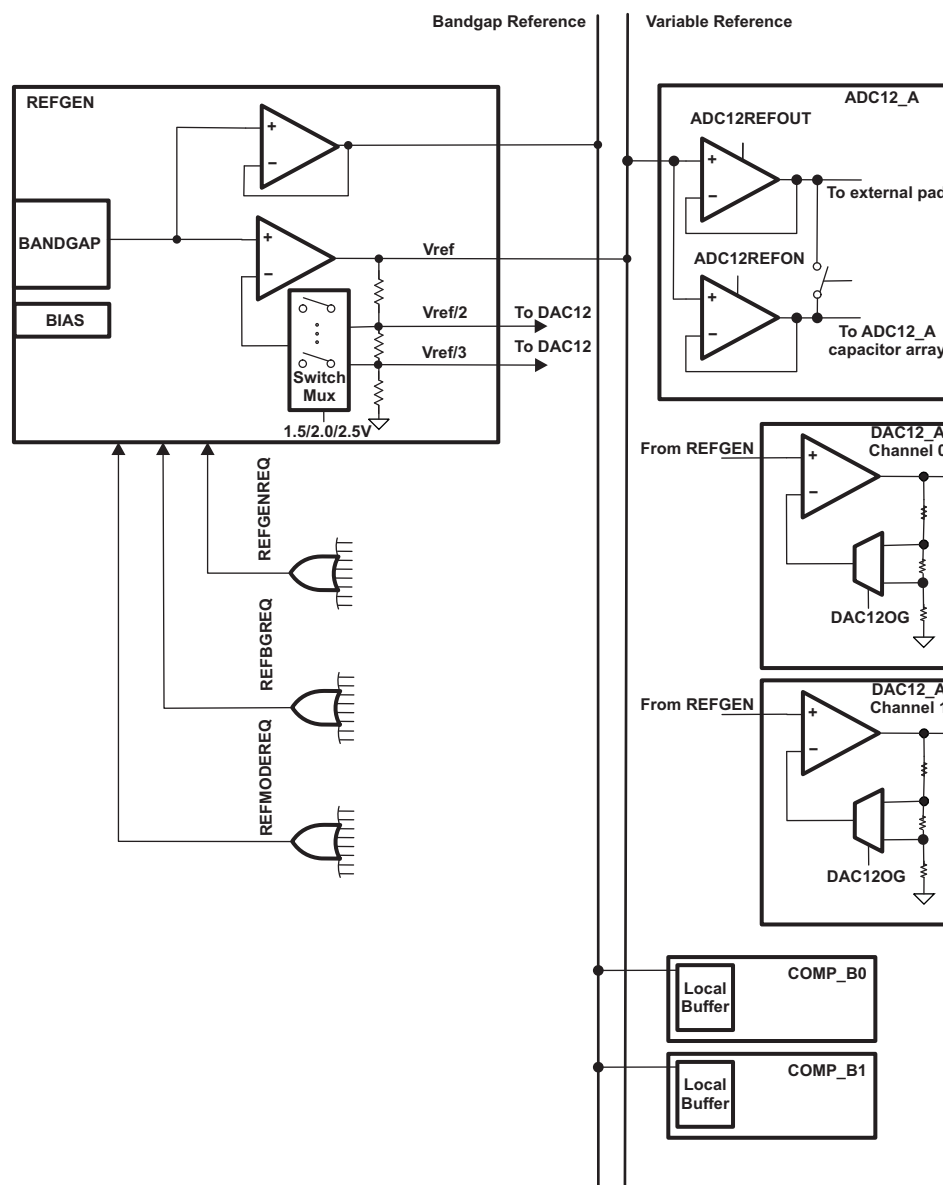 Bandgap Reference
Variable Reference
REFGEN
+
−
BANDGAP
BIAS
+
−
Vref
Vref/2
To DAC12
Vref/3
To DAC12
Switch
Mux
1.5/2.0/2.5V
REFGENREQ
REFBGREQ
REFMODEREQ
ADC12_A
ADC12REFOUT
+
−
To external pad
ADC12REFON
+
−
To ADC12_A
capacitor array
From REFGEN
DAC12_A
Channel 0
+
−
DAC12OG
From REFGEN
DAC12_A
Channel 1
+
−
DAC12OG
Local
Buffer
COMP_B0
Local
Buffer
COMP_B1